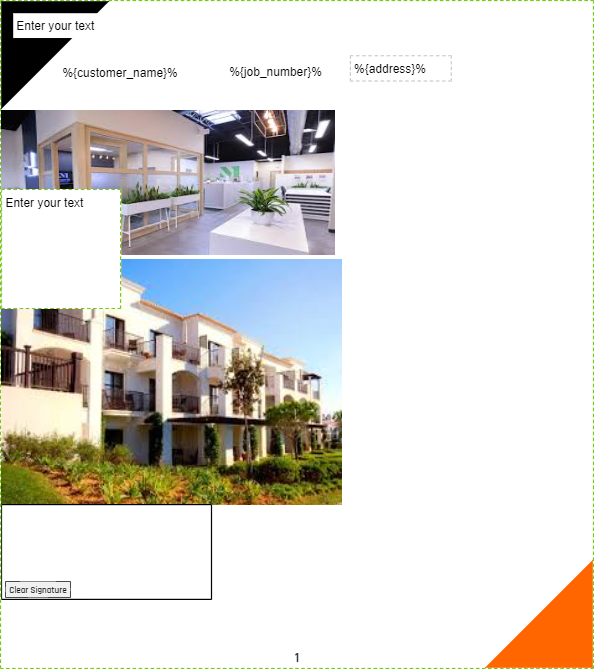 Enter your text
%{customer_name}%
%{job_number}%
%{address}%
Enter your text
Clear Signature
1